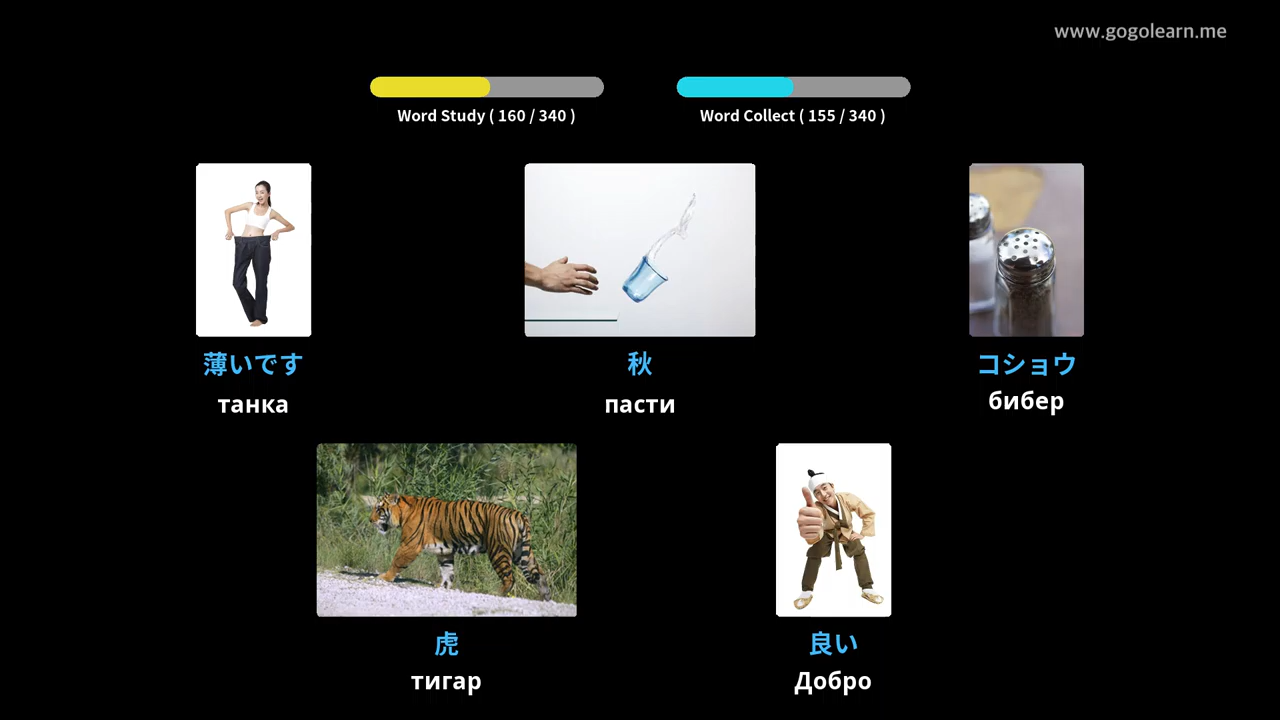 www.gogolearn.me
Word Study ( 160 / 340 )
Word Collect ( 155 / 340 )
薄いです
танка
秋
пасти
コショウ
бибер
虎
тигар
良い
Добро